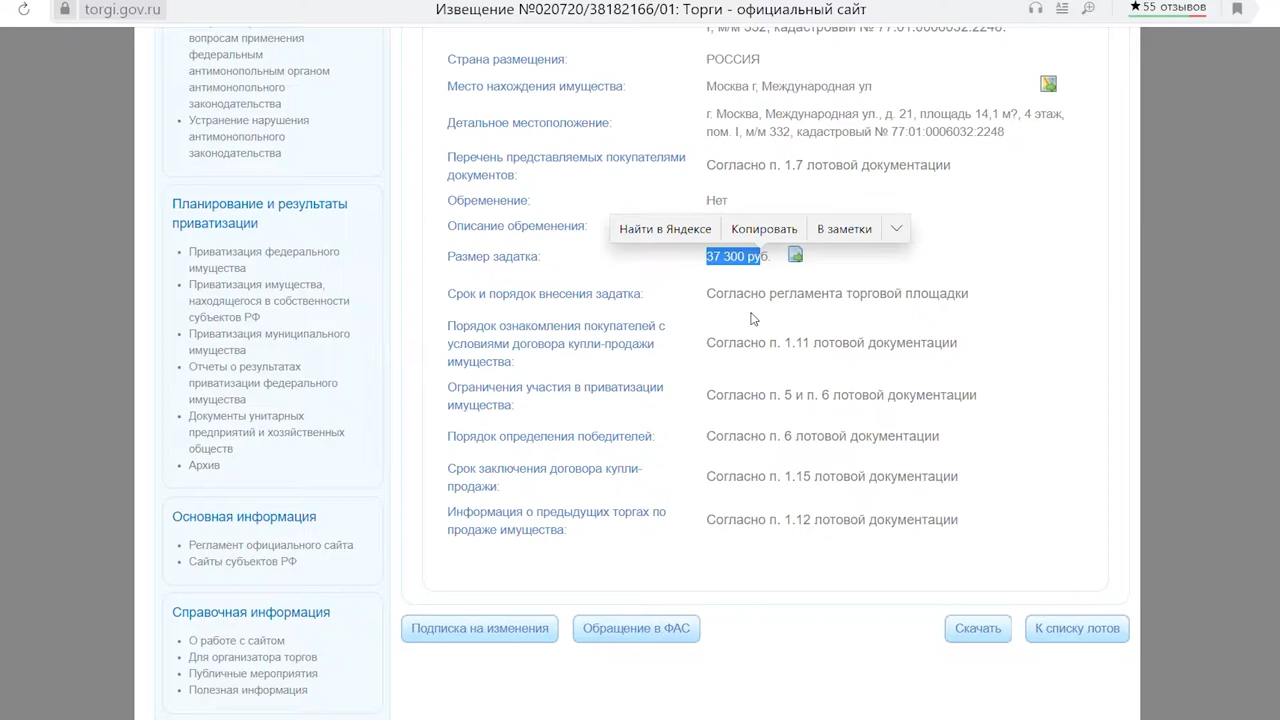 torgi.gov.ru
Извещение №020720/38182166/01: Торги - официальный сайт
★55 отзывов
вопросам применения
федеральным
антимонопольным органом
антимонопольного
законодательства
Устранение нарушения
антимонопольного
законодательства
Планирование и результаты
приватизации
Приватизация федерального
имущества
Приватизация имущества,
находящегося в собственности
субъектов РФ
Приватизация муниципального
имущества
Отчеты о результатах
приватизации федерального
имущества
Документы унитарных
предприятий и хозяйственных
обществ
Архив
Основная информация
Регламент официального сайта
Сайты субъектов РФ
Справочная информация
О работе с сайтом
Для организатора торгов
Публичные мероприятия
Полезная информация
I, м/м 332, кадастровый № 77:01:0006032:2248.
Страна размещения:
РОССИЯ
Место нахождения имущества:
Москва г, Международная ул
Детальное местоположение:
г. Москва, Международная ул., д. 21, площадь 14,1 м?, 4 этаж,
пом. I, м/м 332, кадастровый № 77:01:0006032:2248
Перечень представляемых покупателями
документов:
Согласно п. 1.7 лотовой документации
Обременение:
Нет
Описание обременения:
Найти в Яндексе
Копировать
В заметки
Размер задатка:
37 300 руб.
Срок и порядок внесения задатка:
Согласно регламента торговой площадки
Порядок ознакомления покупателей с
условиями договора купли-продажи
имущества:
Согласно п. 1.11 лотовой документации
Ограничения участия в приватизации
имущества:
Согласно п. 5 и п. 6 лотовой документации
Порядок определения победителей:
Согласно п. 6 лотовой документации
Срок заключения договора купли-
продажи:
Согласно п. 1.15 лотовой документации
Информация о предыдущих торгах по
продаже имущества:
Согласно п. 1.12 лотовой документации
Подписка на изменения
Обращение в ФАС
Скачать
К списку лотов